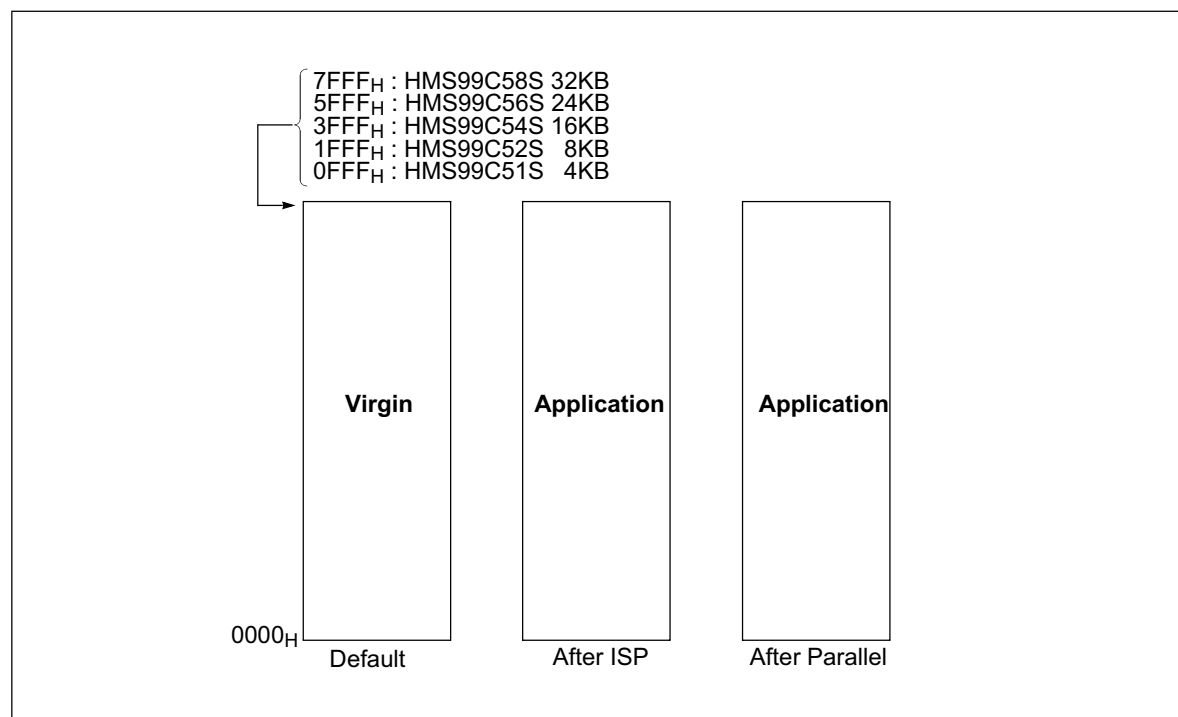 7FFFH : HMS99C58S 32KB
5FFFH : HMS99C56S 24KB
3FFFH : HMS99C54S 16KB
1FFFH : HMS99C52S 8KB
0FFFH : HMS99C51S 4KB
Virgin
Application
Application
0000H
Default
After ISP
After Parallel